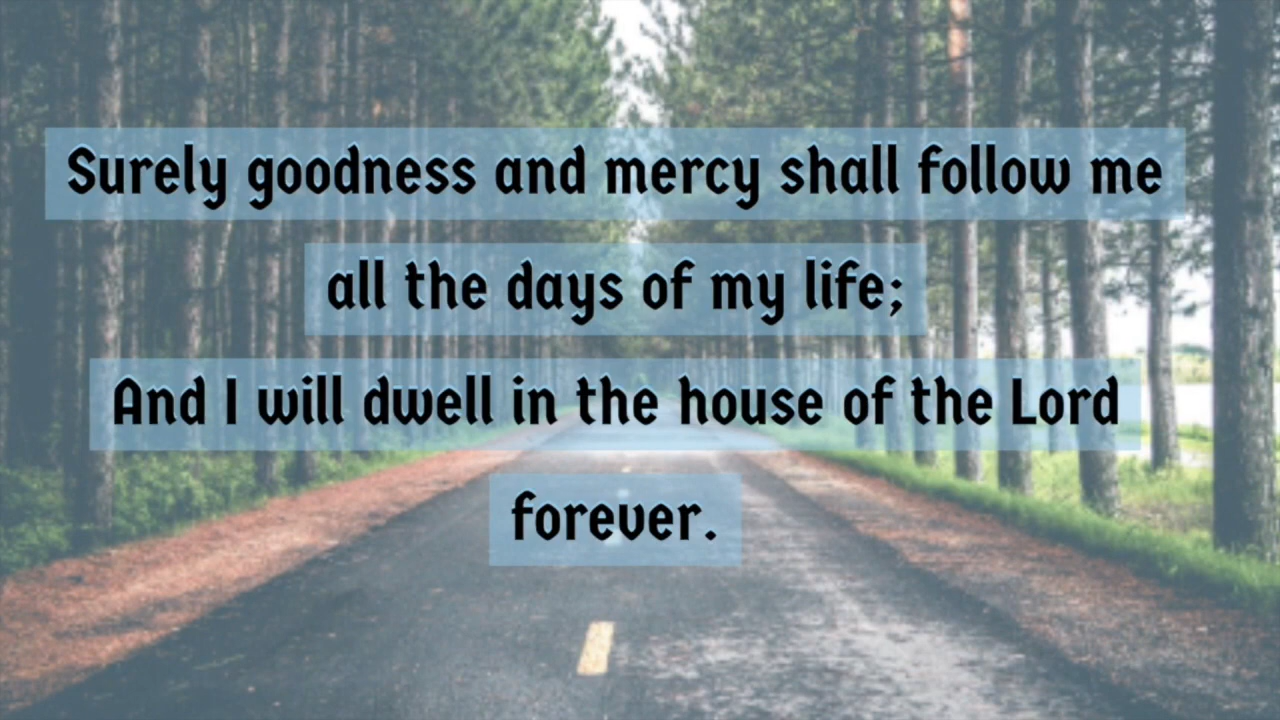 Surely goodness and mercy shall follow me
all the days of my life;
And I will dwell in the house of the Lord
forever.